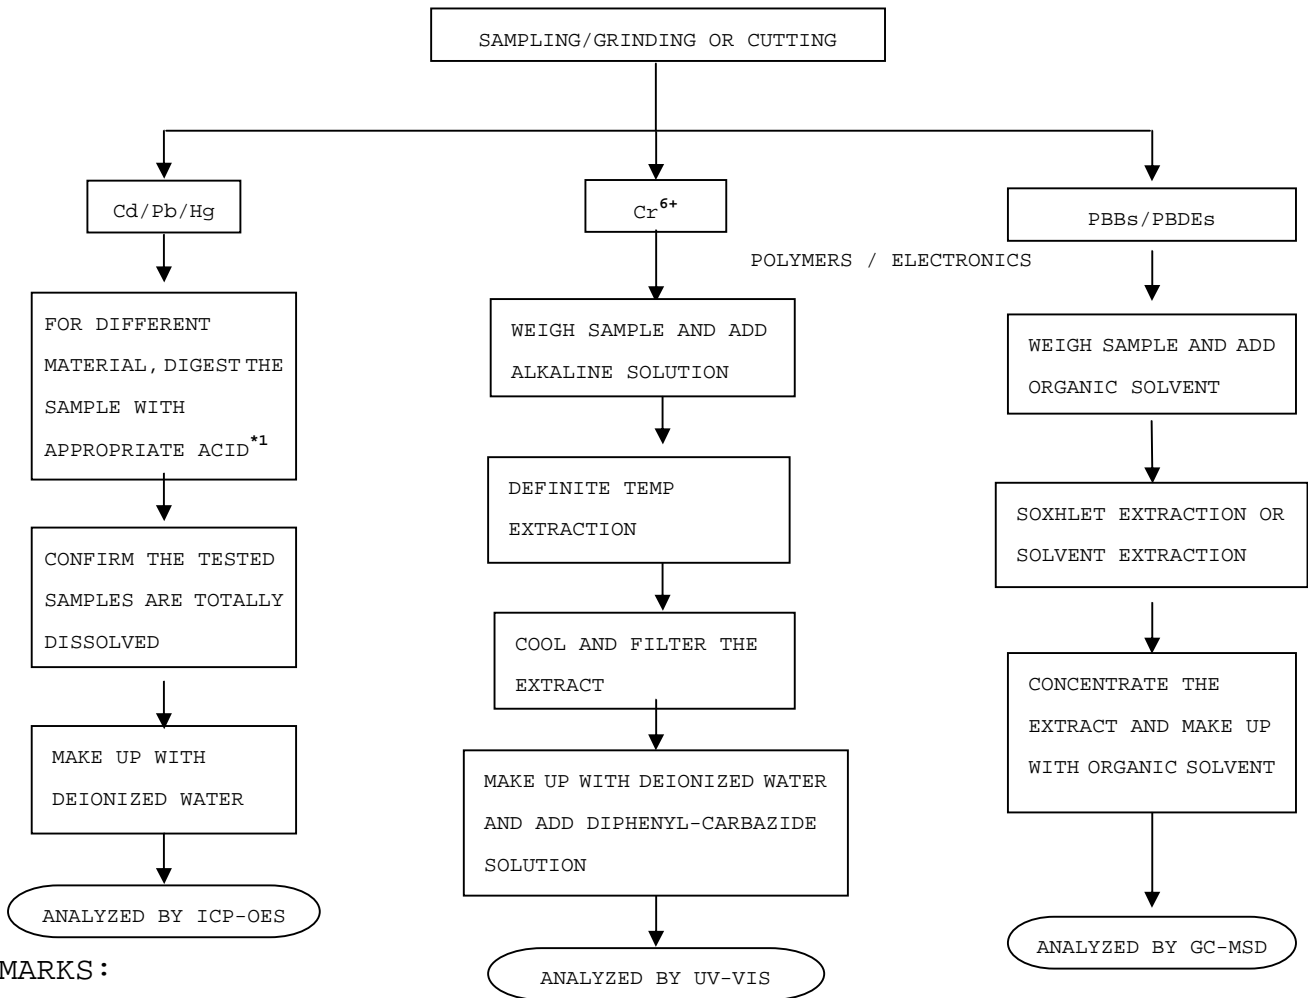 SAMPLING/GRINDING OR CUTTING
Cd/Pb/Hg
FOR DIFFERENT
MATERIAL, DIGEST THE
SAMPLE WITH
APPROPRIATE ACID*1
CONFIRM THE TESTED
SAMPLES ARE TOTALLY
DISSOLVED
MAKE UP WITH
DEIONIZED WATER
ANALYZED BY ICP-OES
Cr6+
POLYMERS / ELECTRONICS
WEIGH SAMPLE AND ADD
ALKALINE SOLUTION
DEFINITE TEMP
EXTRACTION
COOL AND FILTER THE
EXTRACT
MAKE UP WITH DEIONIZED WATER
AND ADD DIPHENYL-CARBAZIDE
SOLUTION
ANALYZED BY UV-VIS
PBBs/PBDEs
WEIGH SAMPLE AND ADD
ORGANIC SOLVENT
SOXHLET EXTRACTION OR
SOLVENT EXTRACTION
CONCENTRATE THE
EXTRACT AND MAKE UP
WITH ORGANIC SOLVENT
ANALYZED BY GC-MSD
MARKS: